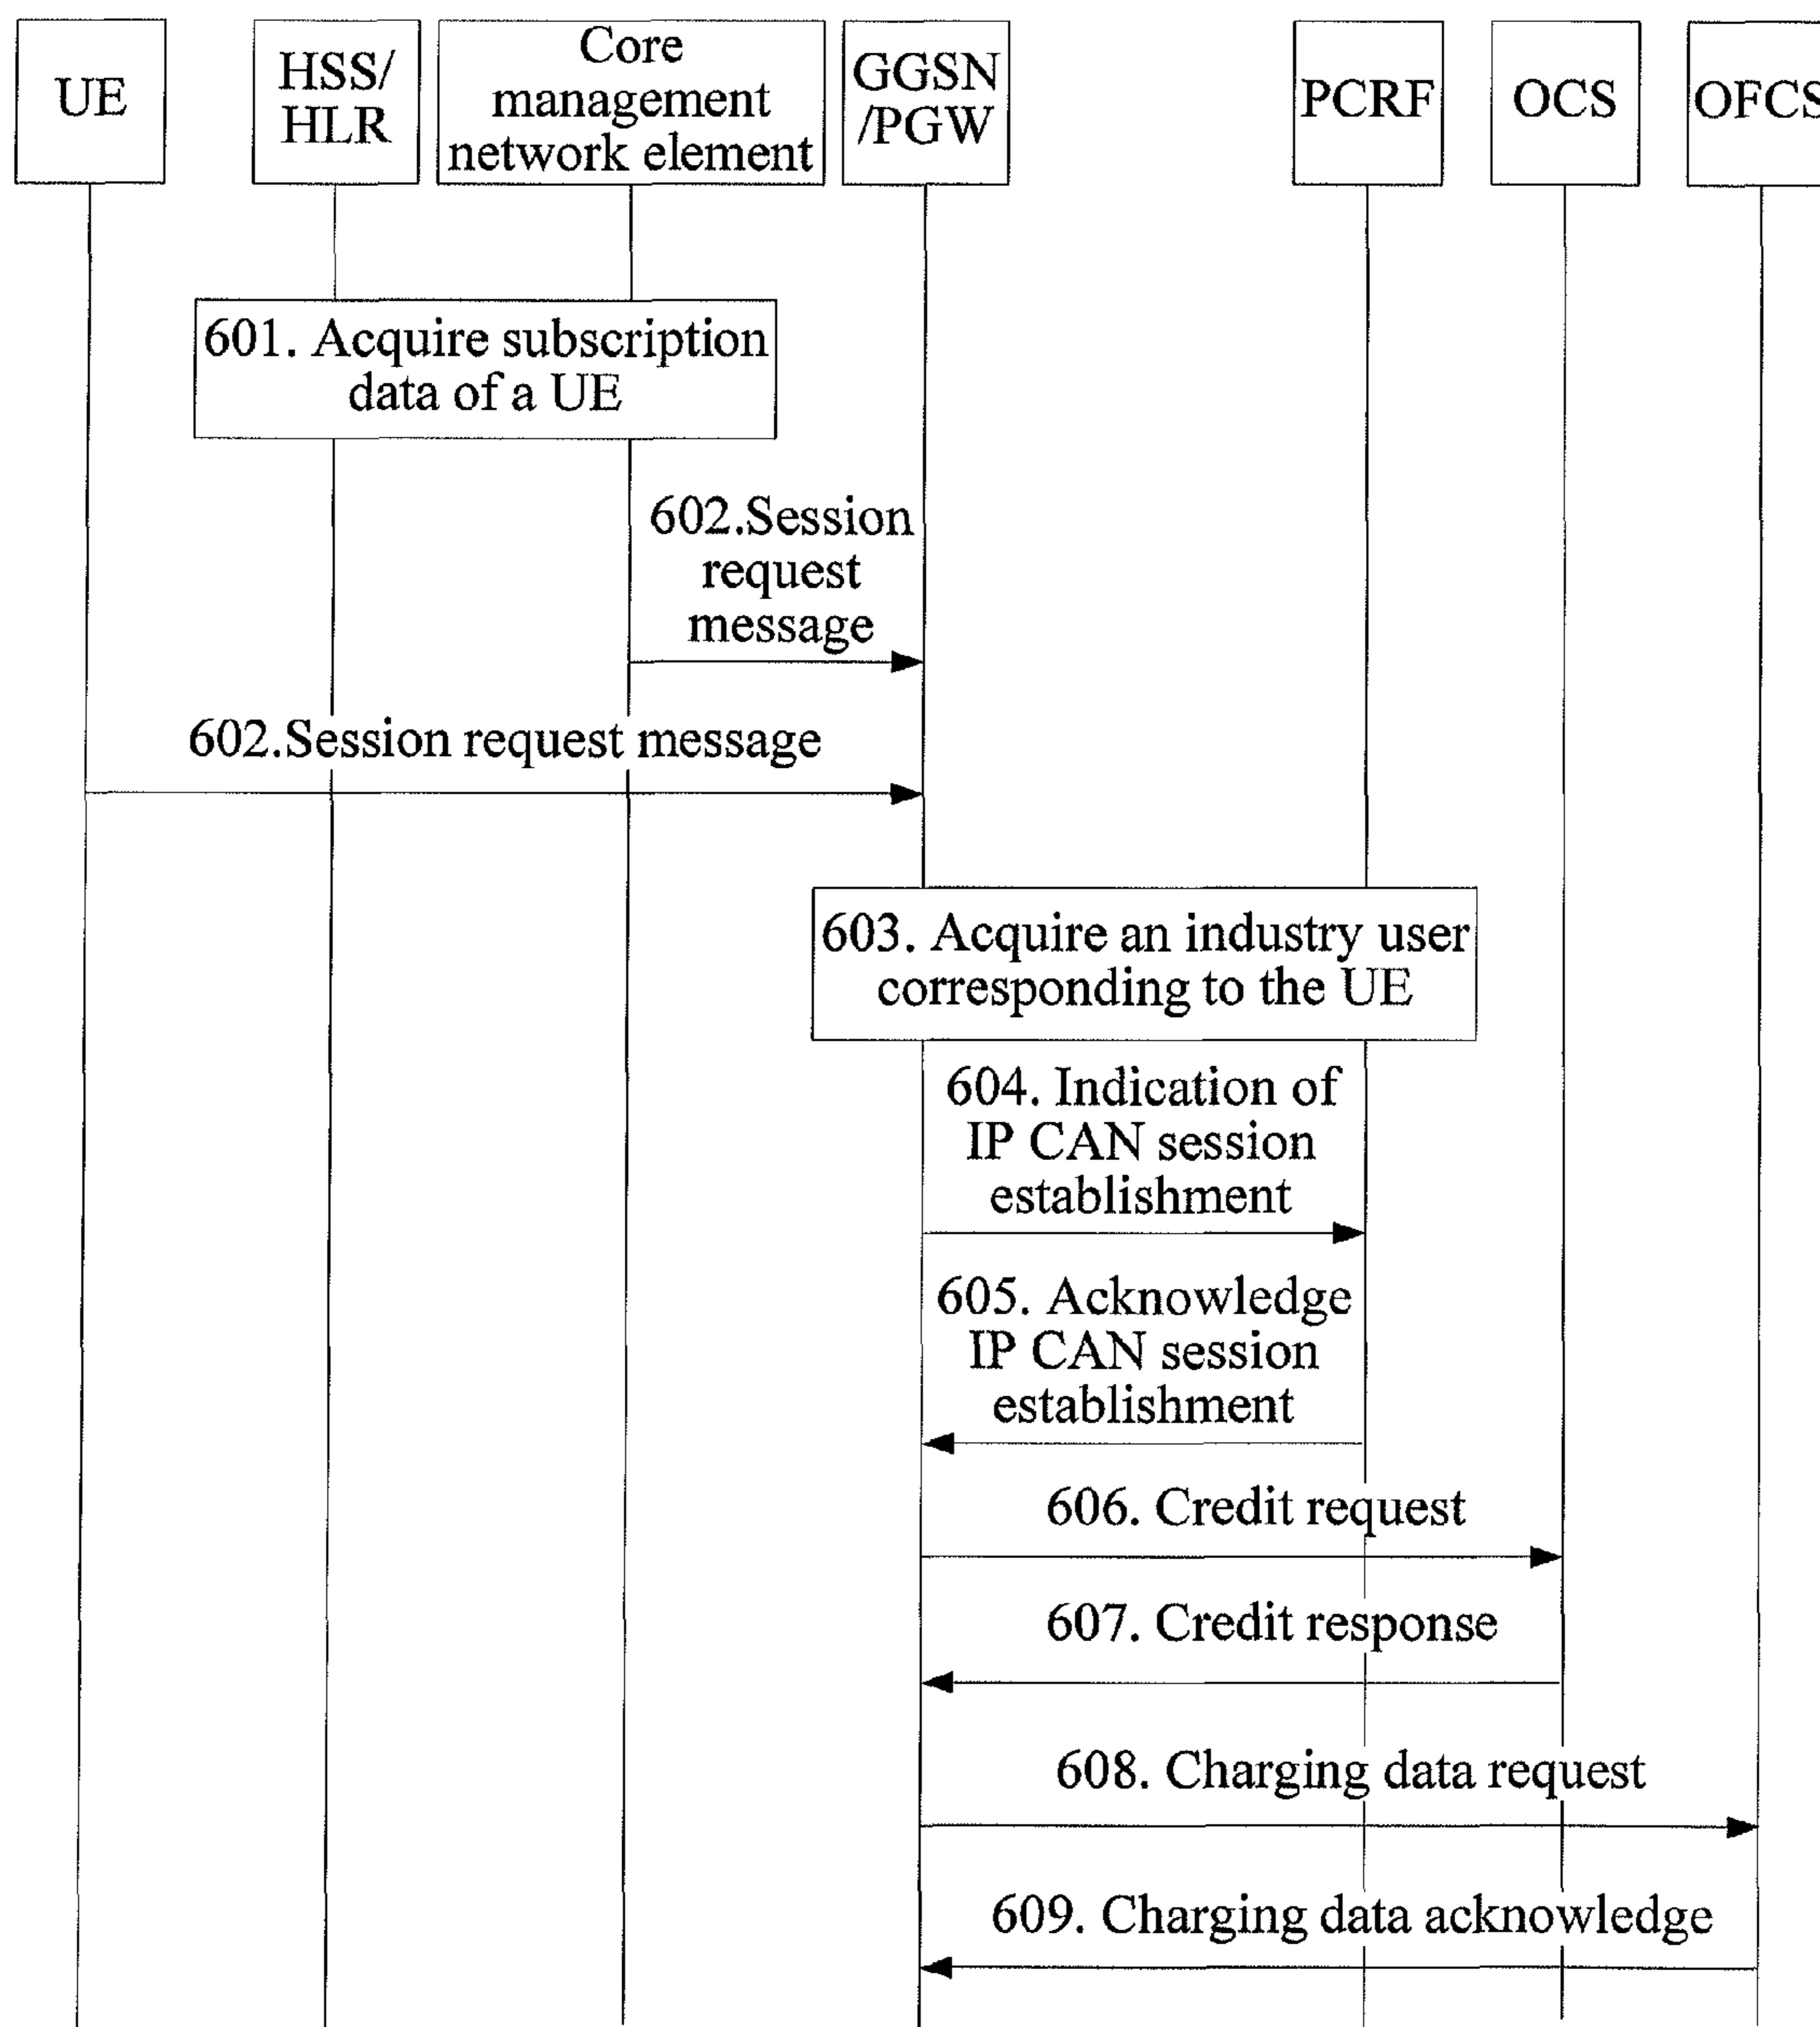 UE
HSS/
HLR
Core
management
network element
GGSN
/PGW
PCRF
OCS
OFCS
601. Acquire subscription
data of a UE
602.Session
request
message
602.Session request message
603. Acquire an industry user
corresponding to the UE
604. Indication of
IP CAN session
establishment
605. Acknowledge
IP CAN session
establishment
606. Credit request
607. Credit response
608. Charging data request
609. Charging data acknowledge